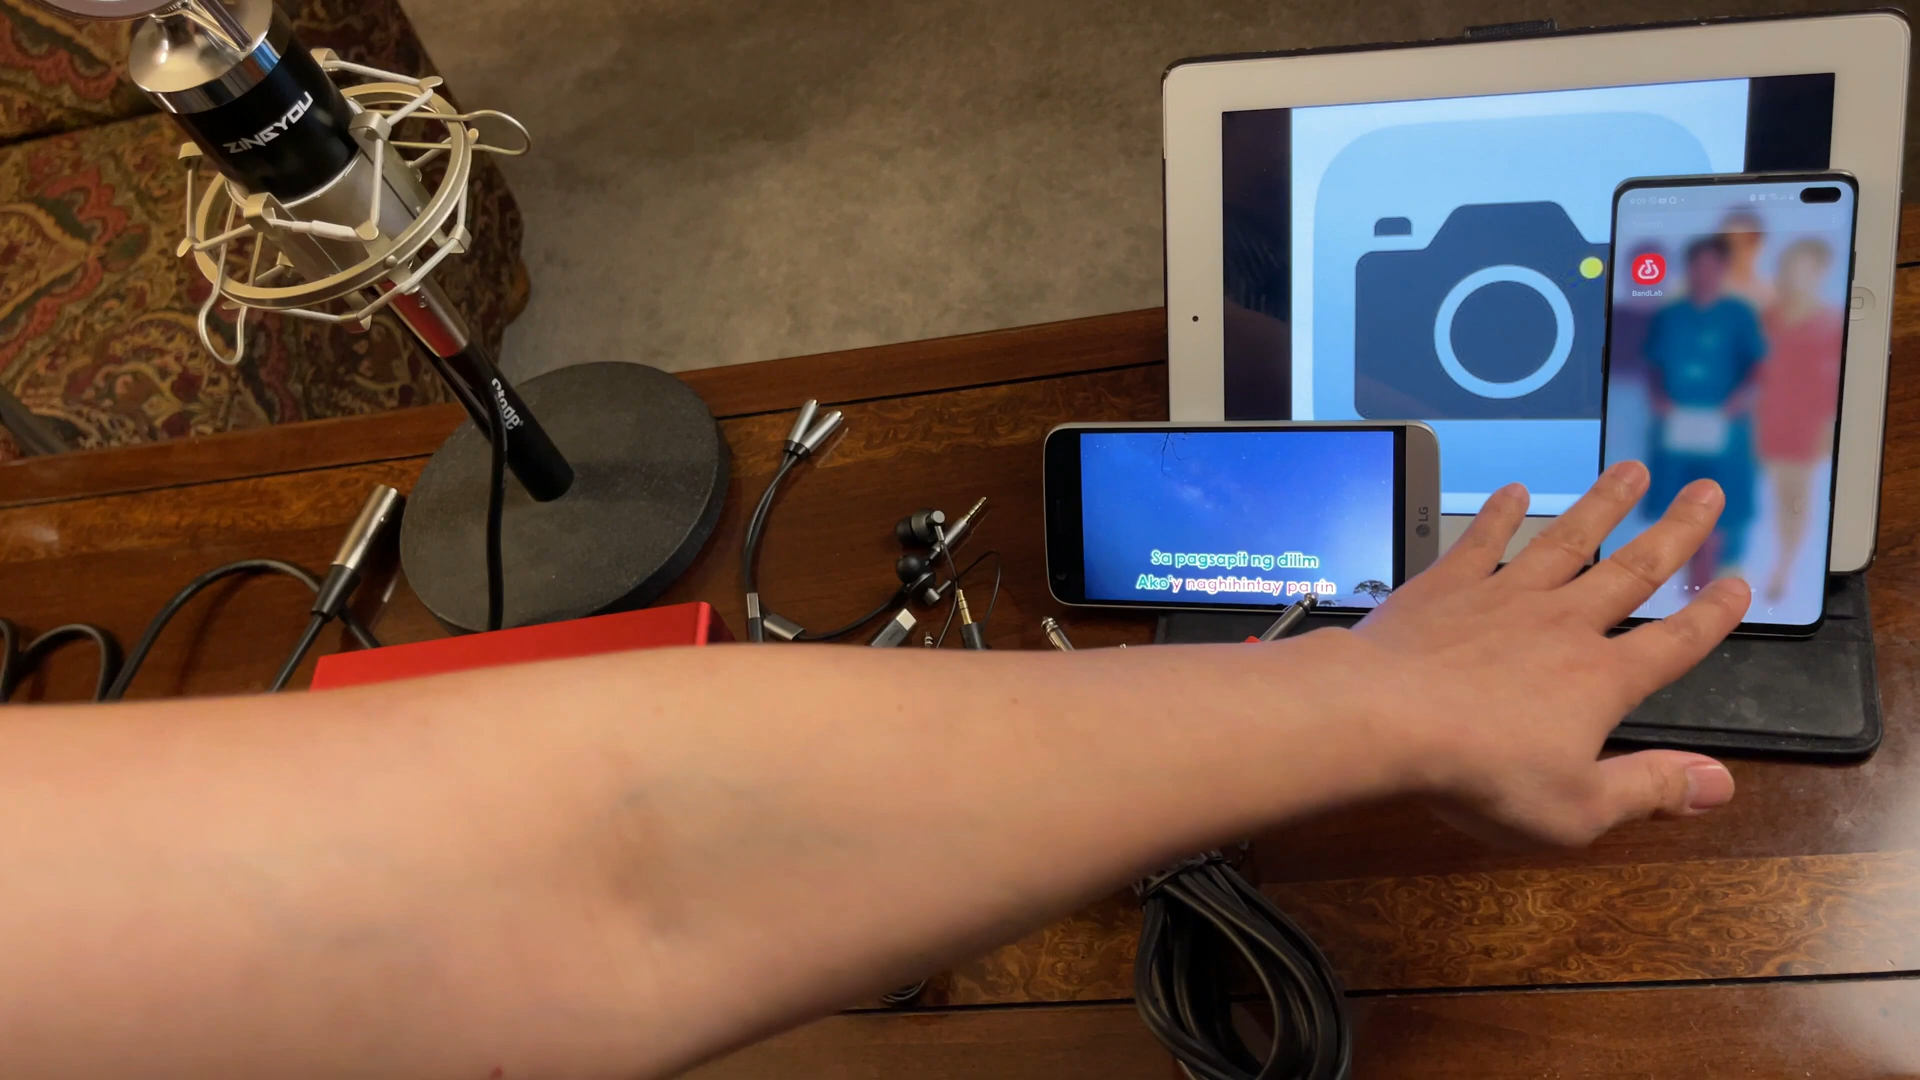 ZINGYOU
Stage
BandLab
LG
Sa pagsapit ng dilim
Ako'y naghihintay pa rin